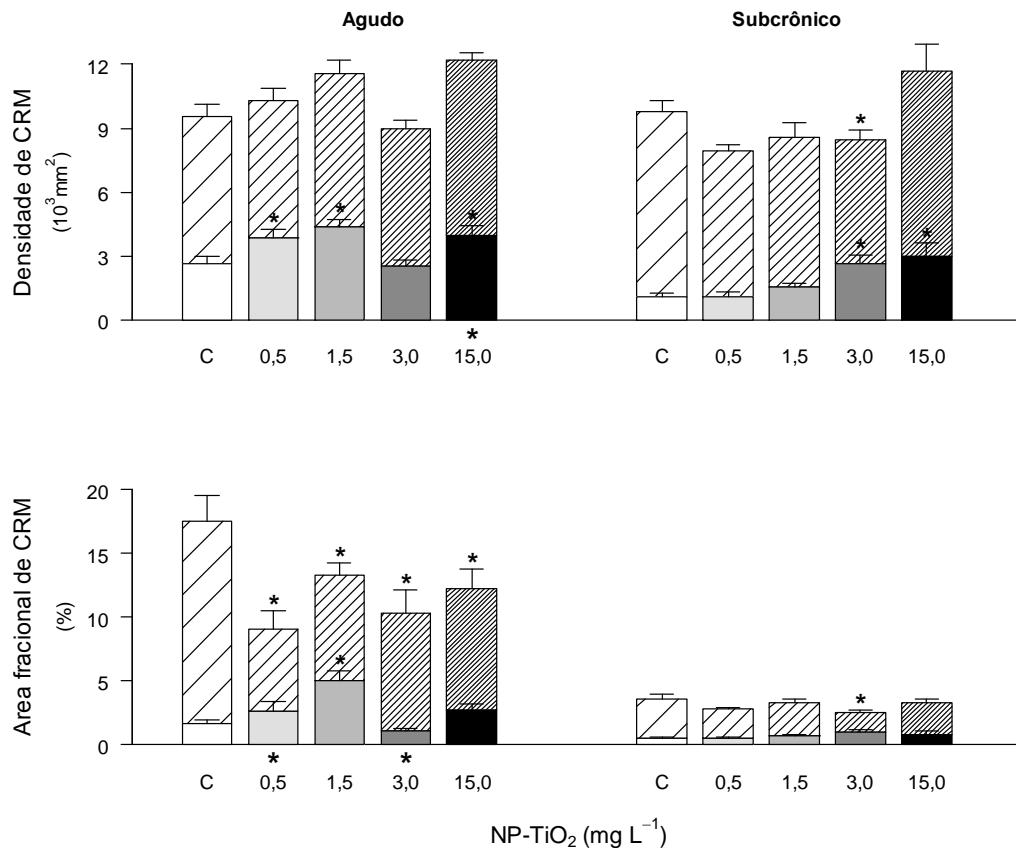 Agudo Subcrônico
Densidade de CRM
(10³ mm²)
12
9
6
3
0
* * * * * *
*
C 0,5 1,5 3,0 15,0 C 0,5 1,5 3,0 15,0
Area fracional de CRM
(%)
20
15
10
5
0
* * * * * *
* *
C 0,5 1,5 3,0 15,0 C 0,5 1,5 3,0 15,0
NP-TiO₂ (mg L⁻¹)